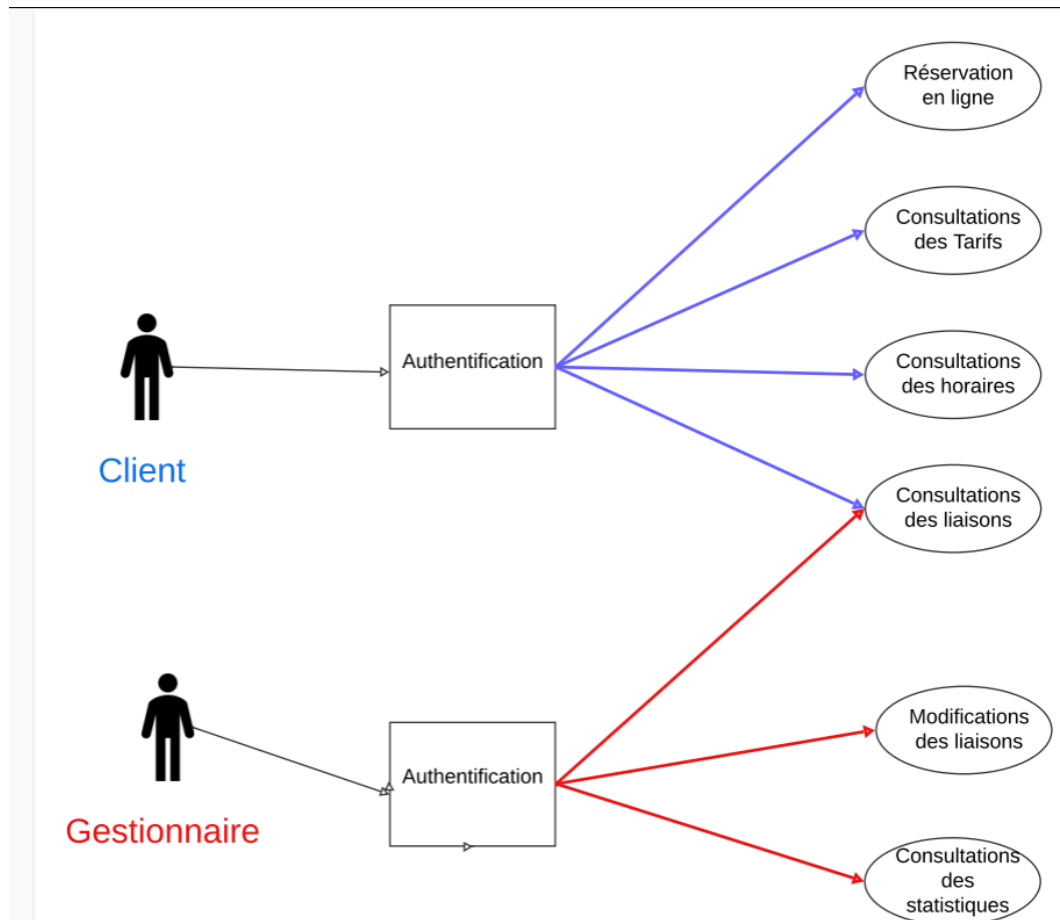 Réservation
en ligne
Consultations
des Tarifs
Authentification
Consultations
des horaires
Client
Consultations
des liaisons
Modifications
des liaisons
Authentification
Gestionnaire
Consultations
des
statistiques